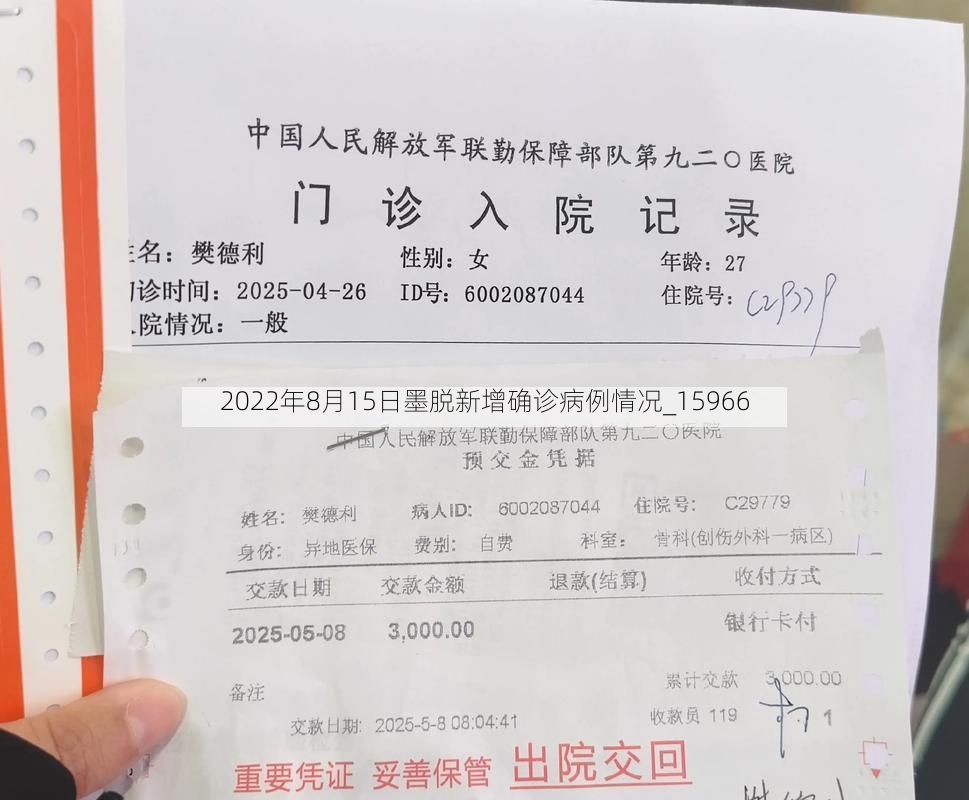 中国人民解放军联勤保障部队第九二〇医院
门诊入院记录
姓名：樊德利 性别：女 年龄：27
初诊时间：2025-04-26 ID号：6002087044 住院号：C29779
入院情况：一般
2022年8月15日墨脱新增确诊病例情况_15966
中国人民解放军联勤保障部队第九二〇医院
预交金凭据
姓名：樊德利 病人ID：6002087044 住院号：C29779
身份：异地医保 费别：自费 科室：骨科(创伤外科一病区)
交款日期 交款金额 退款(结算) 收付方式
2025-05-08 3,000.00 银行卡付
备注 累计交款 3,000.00
交款日期：2025-5-8 08:04:41 收款员 119 1
重要凭证 妥善保管 出院交回